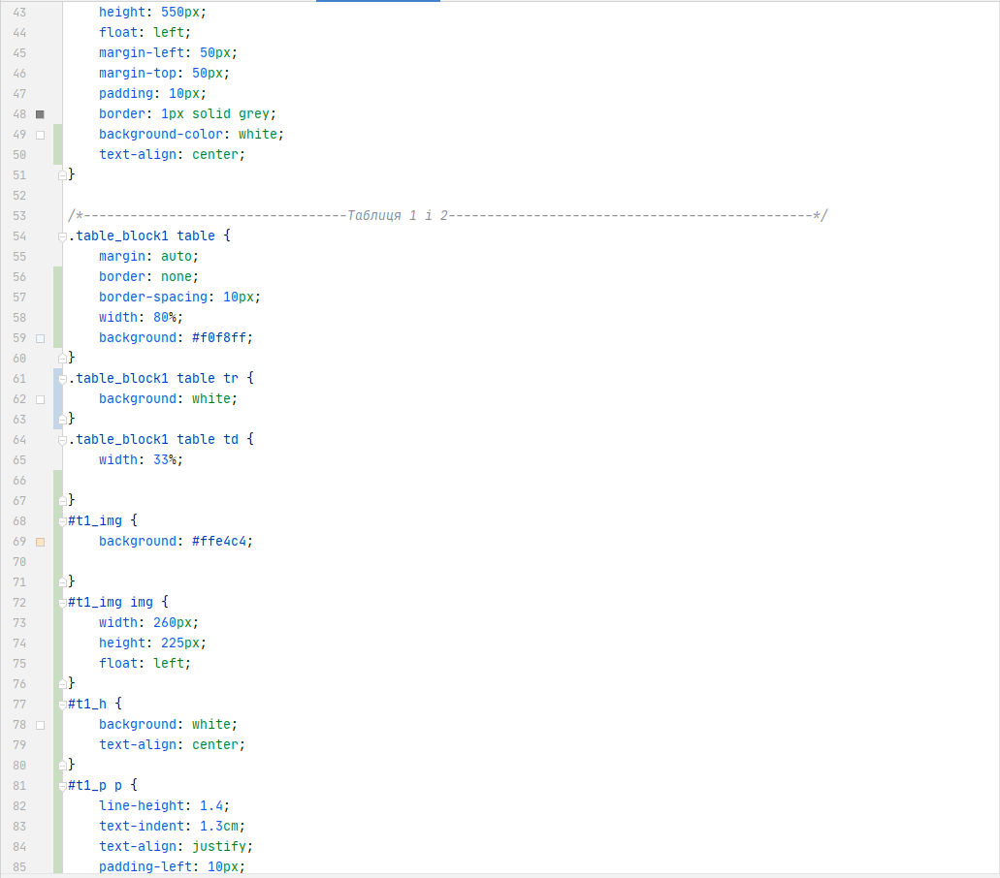 43 height: 550px;
44 float: left;
45 margin-left: 50px;
46 margin-top: 50px;
47 padding: 10px;
48 border: 1px solid grey;
49 background-color: white;
50 text-align: center;
51 }
52
53 /*----------------------------------Таблиця 1 і 2-----------------------------------------------*/
54 .table_block1 table {
55 margin: auto;
56 border: none;
57 border-spacing: 10px;
58 width: 80%;
59 background: #f0f8ff;
60 }
61 .table_block1 table tr {
62 background: white;
63 }
64 .table_block1 table td {
65 width: 33%;
66
67 }
68 #t1_img {
69 background: #ffe4c4;
70
71 }
72 #t1_img img {
73 width: 260px;
74 height: 225px;
75 float: left;
76 }
77 #t1_h {
78 background: white;
79 text-align: center;
80 }
81 #t1_p p {
82 line-height: 1.4;
83 text-indent: 1.3cm;
84 text-align: justify;
85 padding-left: 10px;